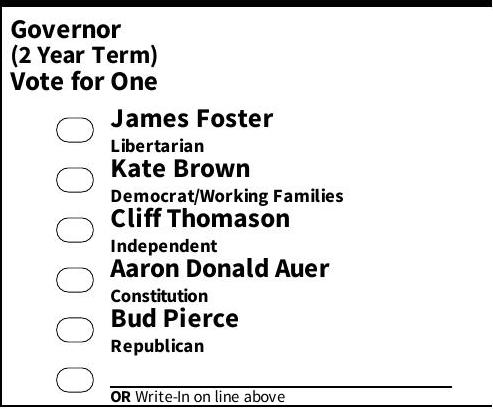 Governor
(2 Year Term)
Vote for One
James Foster
Libertarian
Kate Brown
Democrat/Working Families
Cliff Thomason
Independent
Aaron Donald Auer
Constitution
Bud Pierce
Republican
OR Write-In on line above